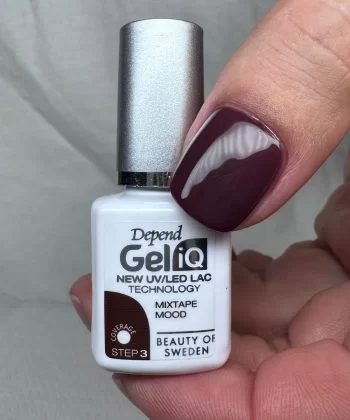 Depend
Gel iQ
NEW UV/LED LAC
TECHNOLOGY
MIXTAPE
MOOD
COVERAGE
STEP 3
BEAUTY OF
SWEDEN